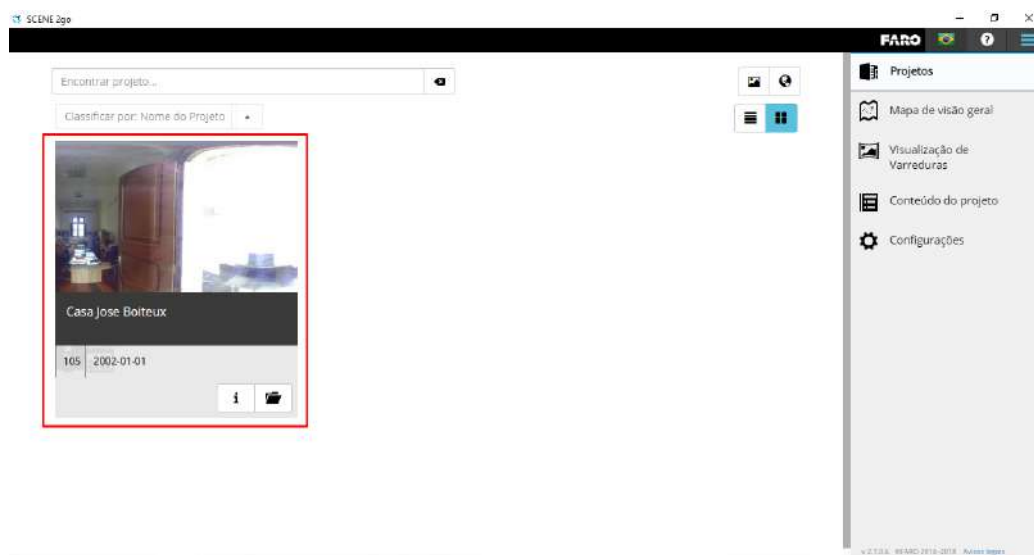 SCENE 2go
FARO
Encontrar projeto...
Classificar por: Nome do Projeto
Casa Jose Boiteux
105 2002-01-01
i
Projetos
Mapa de visão geral
Visualização de
Varreduras
Conteúdo do projeto
Configurações